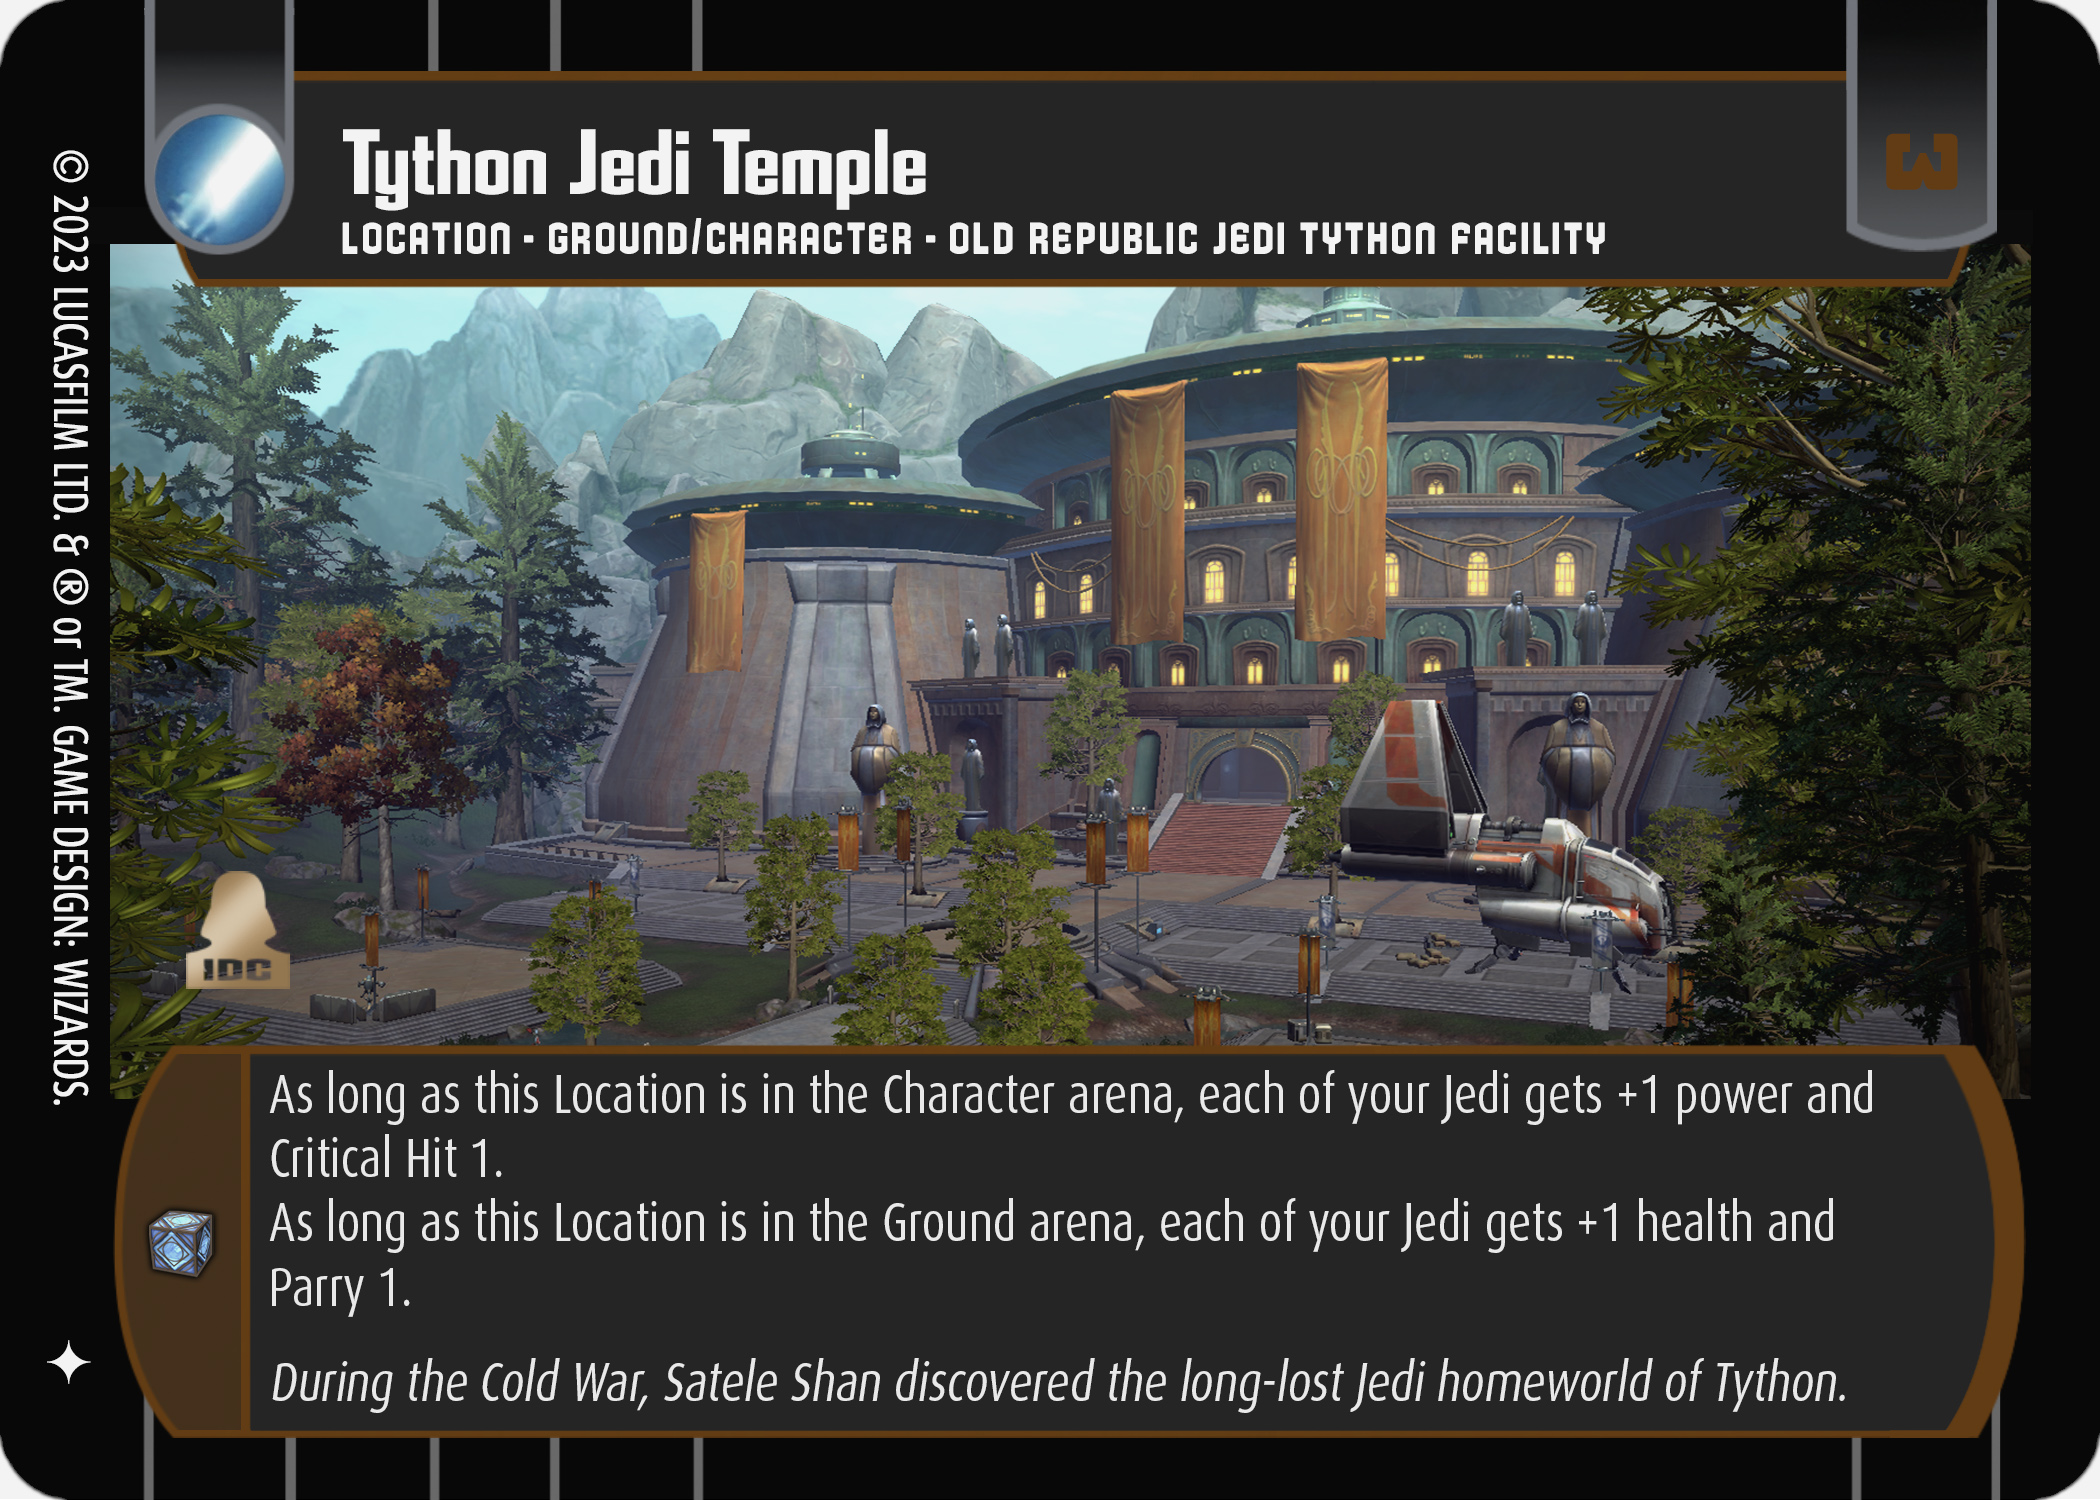 Tython Jedi Temple
3
LOCATION • GROUND/CHARACTER • OLD REPUBLIC JEDI TYTHON FACILITY
IDC
As long as this Location is in the Character arena, each of your Jedi gets +1 power and
Critical Hit 1.
As long as this Location is in the Ground arena, each of your Jedi gets +1 health and
Parry 1.
During the Cold War, Satele Shan discovered the long-lost Jedi homeworld of Tython.
© 2023 LUCASFILM LTD. & ® or TM. GAME DESIGN: WIZARDS.